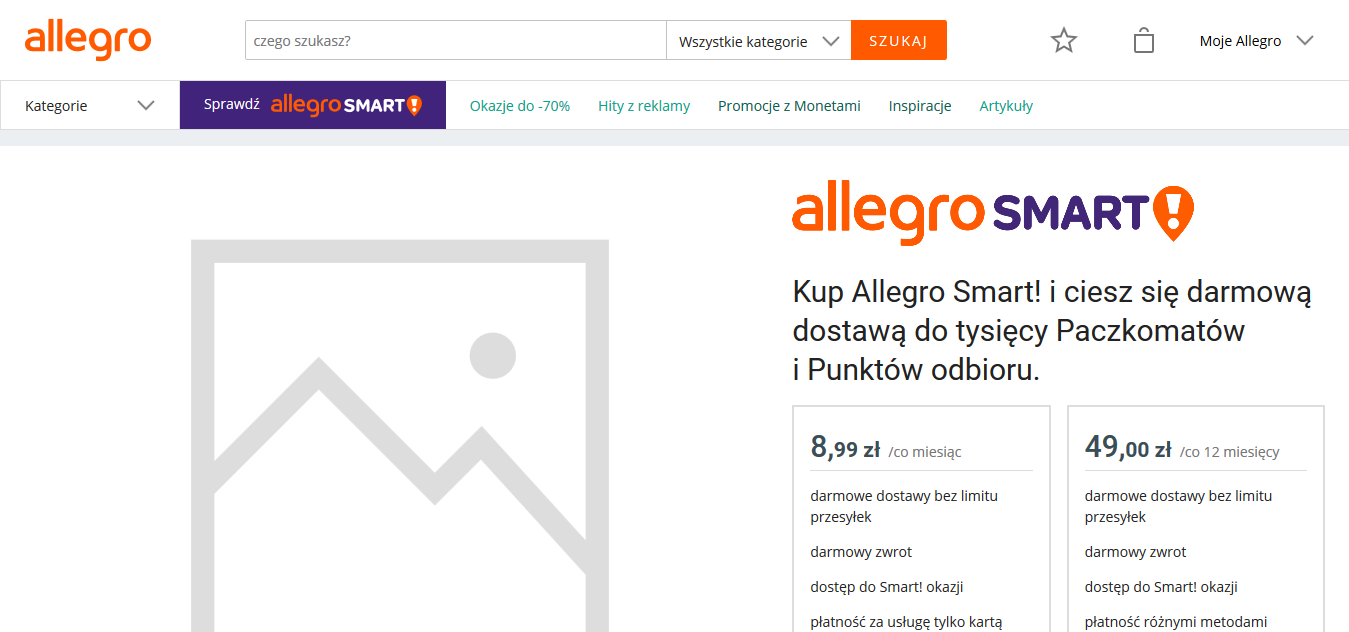 allegro
czego szukasz?
Wszystkie kategorie
SZUKAJ
Moje Allegro
Kategorie
Sprawdź allegro SMART!
Okazje do -70%
Hity z reklamy
Promocje z Monetami
Inspiracje
Artykuły
allegro SMART!
Kup Allegro Smart! i ciesz się darmową
dostawą do tysięcy Paczkomatów
i Punktów odbioru.
8,99 zł /co miesiąc
darmowe dostawy bez limitu
przesyłek
darmowy zwrot
dostęp do Smart! okazji
płatność za usługę tylko kartą
49,00 zł /co 12 miesięcy
darmowe dostawy bez limitu
przesyłek
darmowy zwrot
dostęp do Smart! okazji
płatność różnymi metodami